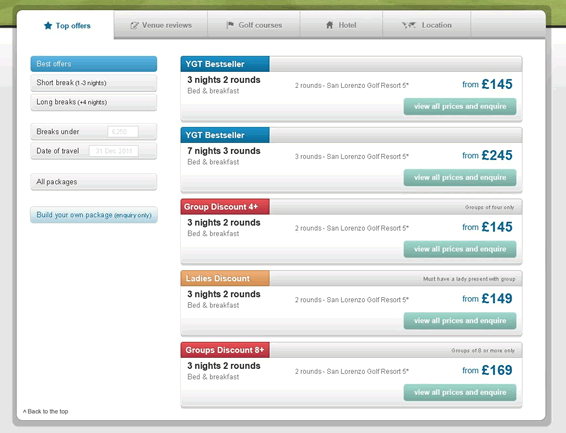 Top offers
Venue reviews
Golf courses
Hotel
Location
Best offers
Short break (1-3 nights)
Long breaks (+4 nights)
Breaks under £250
Date of travel 31 Dec 2011
All packages
Build your own package (enquiry only)
YGT Bestseller
3 nights 2 rounds
Bed & breakfast
2 rounds - San Lorenzo Golf Resort 5*
from £145
view all prices and enquire
YGT Bestseller
7 nights 3 rounds
Bed & breakfast
3 rounds - San Lorenzo Golf Resort 5*
from £245
view all prices and enquire
Group Discount 4+
Groups of four only
3 nights 2 rounds
Bed & breakfast
2 rounds - San Lorenzo Golf Resort 5*
from £145
view all prices and enquire
Ladies Discount
Must have a lady present with group
3 nights 2 rounds
Bed & breakfast
2 rounds - San Lorenzo Golf Resort 5*
from £149
view all prices and enquire
Groups Discount 8+
Groups of 8 or more only
3 nights 2 rounds
Bed & breakfast
2 rounds - San Lorenzo Golf Resort 5*
from £169
view all prices and enquire
^ Back to the top